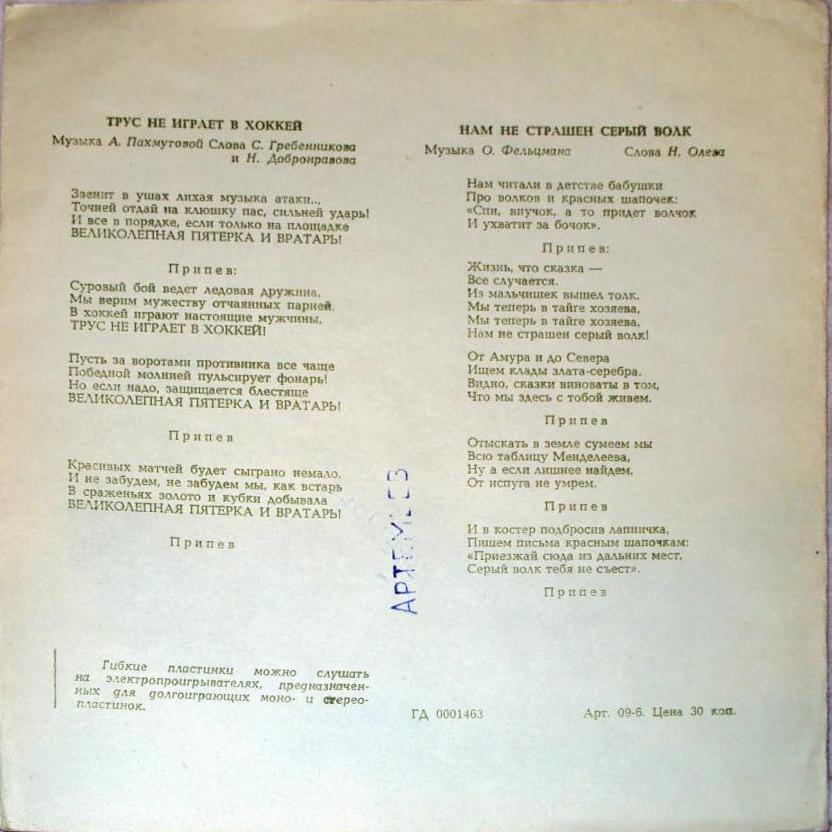 ТРУС НЕ ИГРАЕТ В ХОККЕЙ
Музыка А. Пахмутовой Слова С. Гребенникова
и Н. Добронравова
Звенит в ушах лихая музыка атаки...
Точней отдай на клюшку пас, сильней ударь!
И все в порядке, если только на площадке
ВЕЛИКОЛЕПНАЯ ПЯТЕРКА И ВРАТАРЬ!
Припев:
Суровый бой ведет ледовая дружина,
Мы верим мужеству отчаянных парней.
В хоккей играют настоящие мужчины,
ТРУС НЕ ИГРАЕТ В ХОККЕЙ!
Пусть за воротами противника все чаще
Победной молнией пульсирует фонарь!
Но если надо, защищается блестяще
ВЕЛИКОЛЕПНАЯ ПЯТЕРКА И ВРАТАРЬ!
Припев
Красивых матчей будет сыграно немало,
И не забудем, не забудем мы, как встарь
В сраженьях золото и кубки добывала
ВЕЛИКОЛЕПНАЯ ПЯТЕРКА И ВРАТАРЬ!
Припев
Гибкие пластинки можно слушать
на электропроигрывателях, предназначен-
ных для долгоиграющих моно- и стерео-
пластинок.
АРТЕМЬЕВ
НАМ НЕ СТРАШЕН СЕРЫЙ ВОЛК
Музыка О. Фельцмана Слова Н. Олева
Нам читали в детстве бабушки
Про волков и красных шапочек:
«Спи, внучок, а то придет волчок
И ухватит за бочок».
Припев:
Жизнь, что сказка —
Все случается.
Из мальчишек вышел толк.
Мы теперь в тайге хозяева,
Мы теперь в тайге хозяева,
Нам не страшен серый волк!
От Амура и до Севера
Ищем клады злата-серебра.
Видно, сказки виноваты в том,
Что мы здесь с тобой живем.
Припев
Отыскать в земле сумеем мы
Всю таблицу Менделеева,
Ну а если лишнее найдем,
От испуга не умрем.
Припев
И в костер подбросив лапничка,
Пишем письма красным шапочкам:
«Приезжай сюда из дальних мест,
Серый волк тебя не съест».
Припев
ГД 0001463
Арт. 09-6. Цена 30 коп.